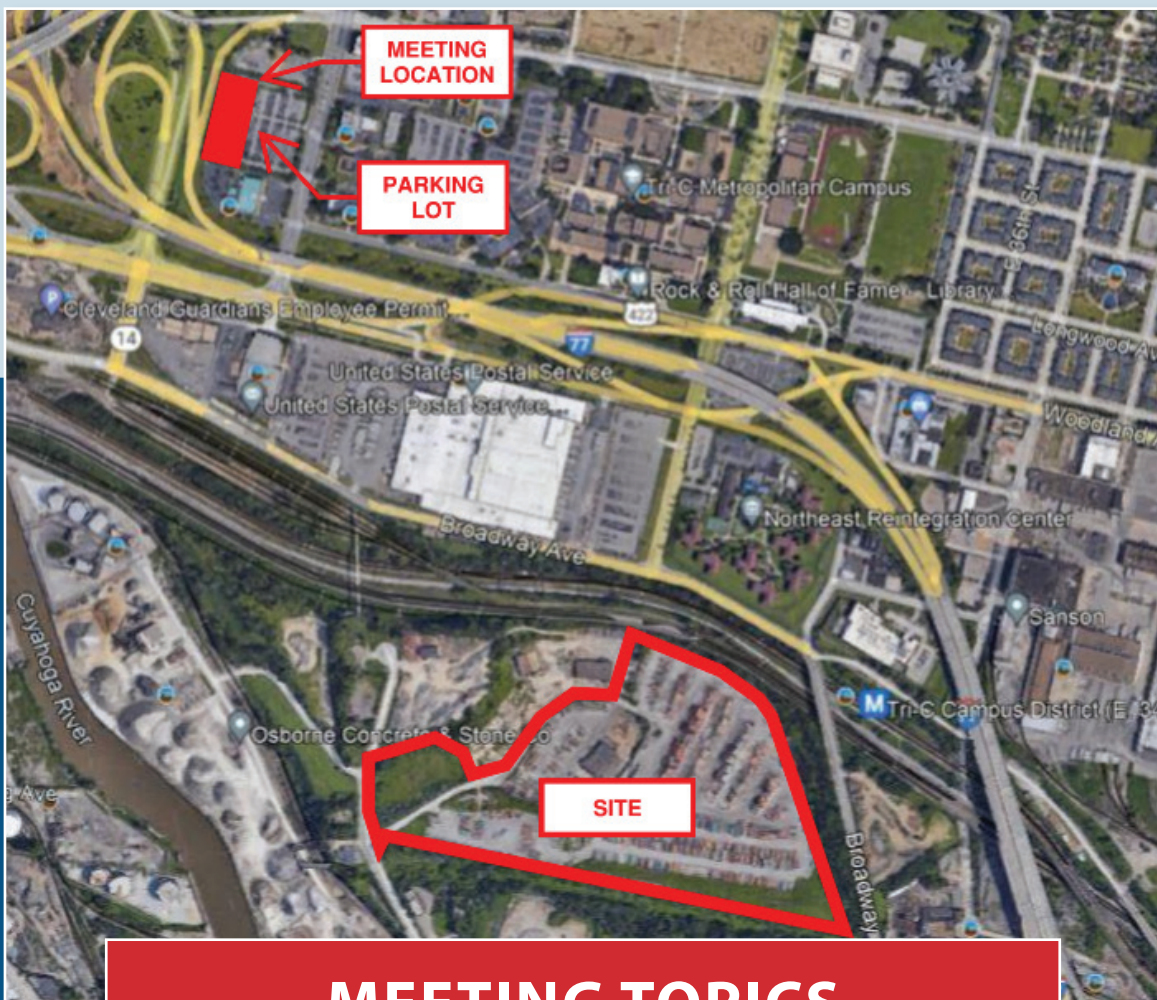 MEETING
LOCATION
PARKING
LOT
Tri-C Metropolitan Campus
E 36th St
Rock & Roll Hall of Fame - Library...
Cleveland Guardians Employee Permit...
422
14
77
Longwood Av
United States Postal Service
United States Postal Service
Woodland A
Broadway Ave
Northeast Reintegration Center
Cuyahoga River
Sanson
M
Tri-C Campus District (E 34
Osborne Concrete & Stone Co
Ave
SITE
Broadway
MEETING TOPICS